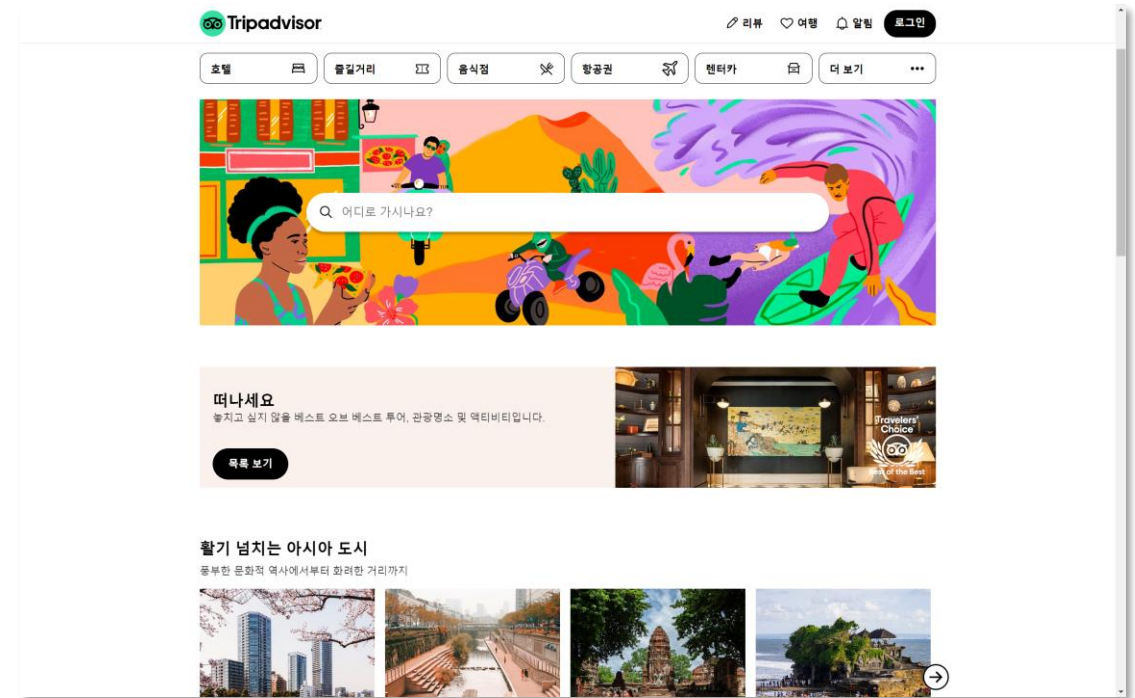 Tripadvisor
리뷰
여행
알림
로그인
호텔
즐길거리
음식점
항공권
렌터카
더 보기
어디로 가시나요?
떠나세요
놓치고 싶지 않을 베스트 오브 베스트 투어, 관광명소 및 액티비티입니다.
목록 보기
Travelers'
Choice
Best of the Best
활기 넘치는 아시아 도시
풍부한 문화적 역사에서부터 화려한 거리까지